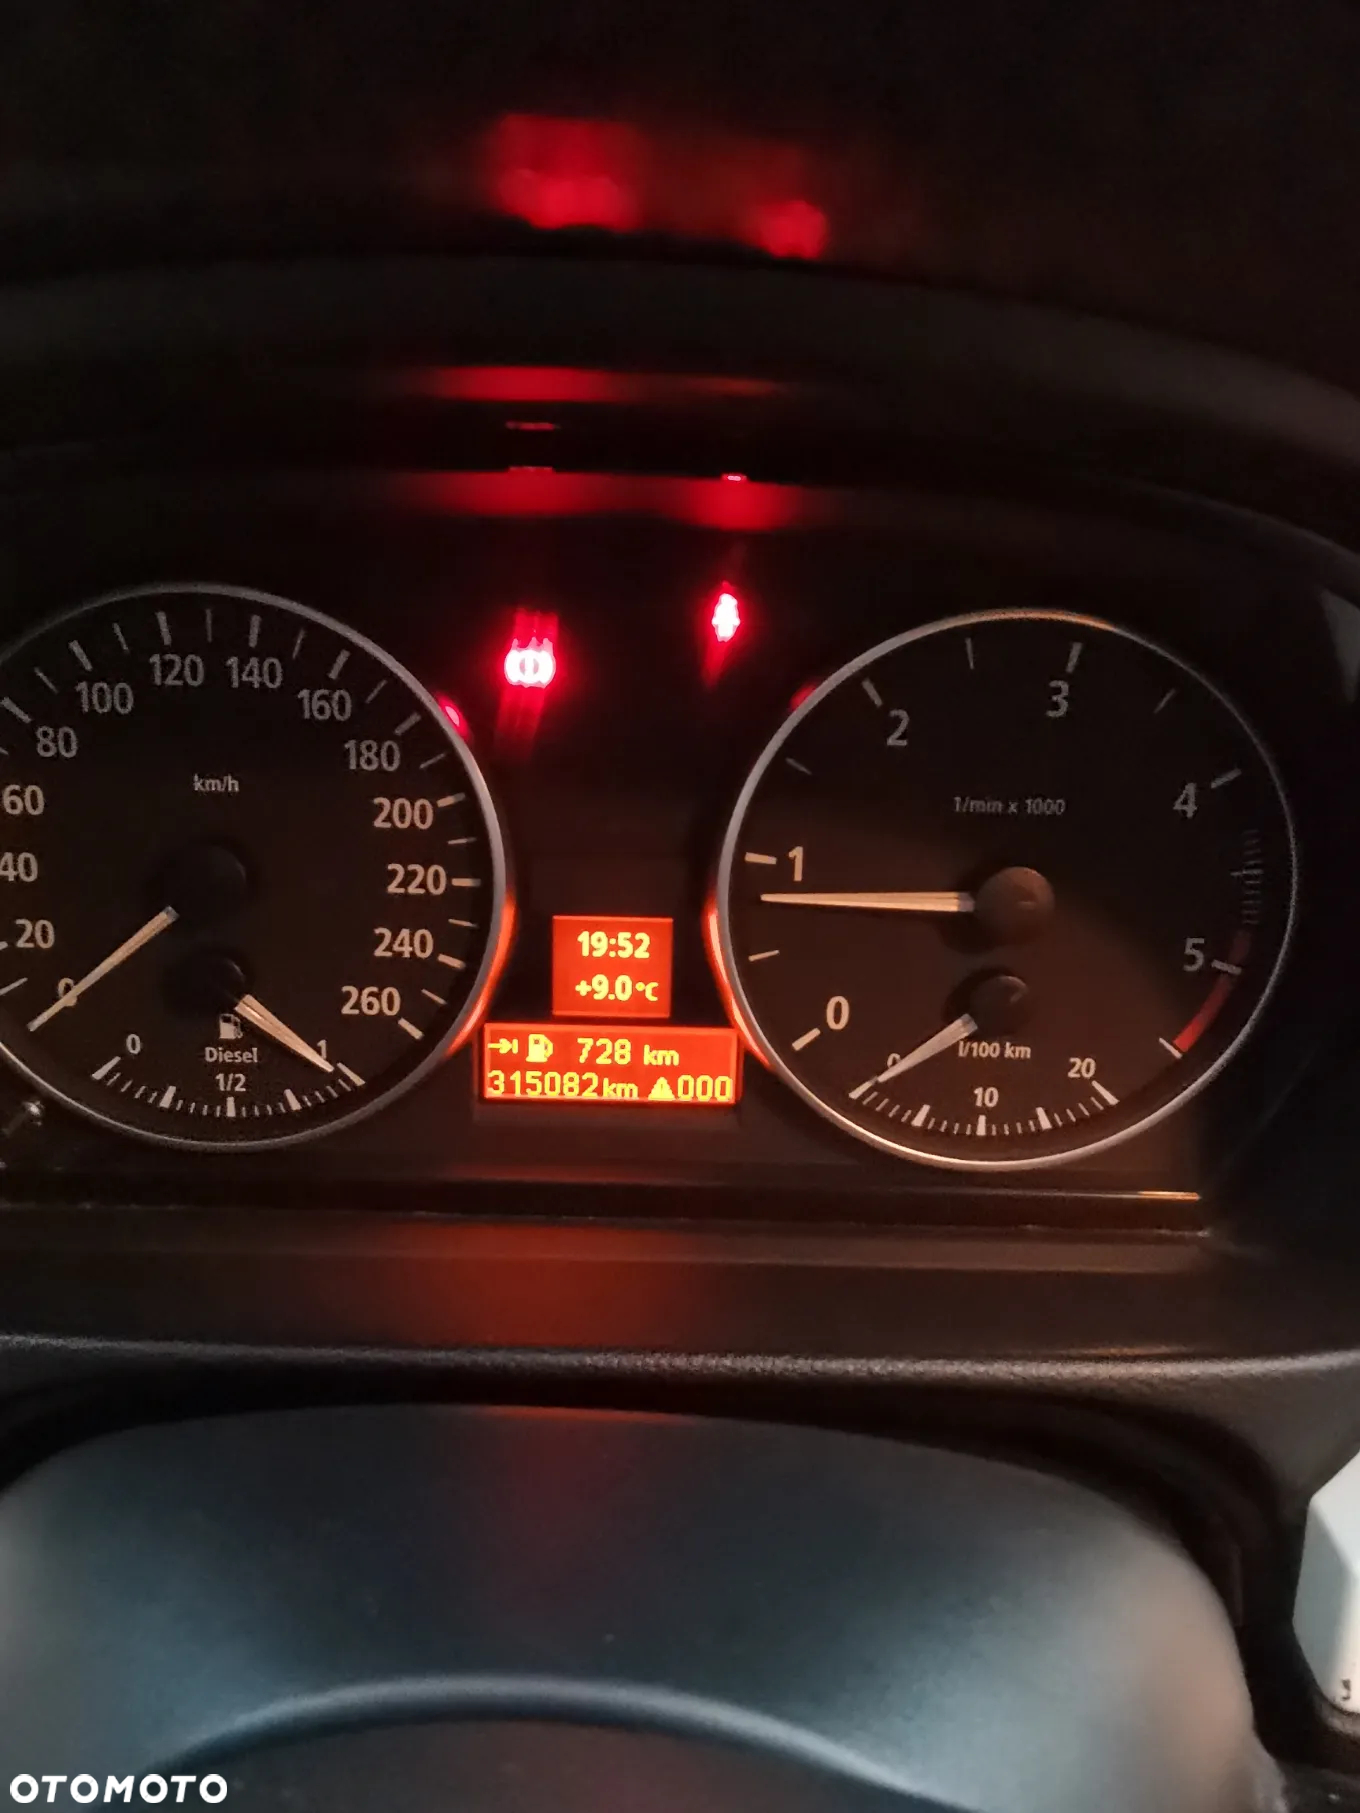 120 140
100 160
80 180
60 200
40 220
20 240
0 260
km/h
0 1
Diesel
1/2
19:52
+9.0°C
728 km
315082km 000
3
2
4
1/min x 1000
1
5
0
0 l/100 km 20
10
OTOMOTO